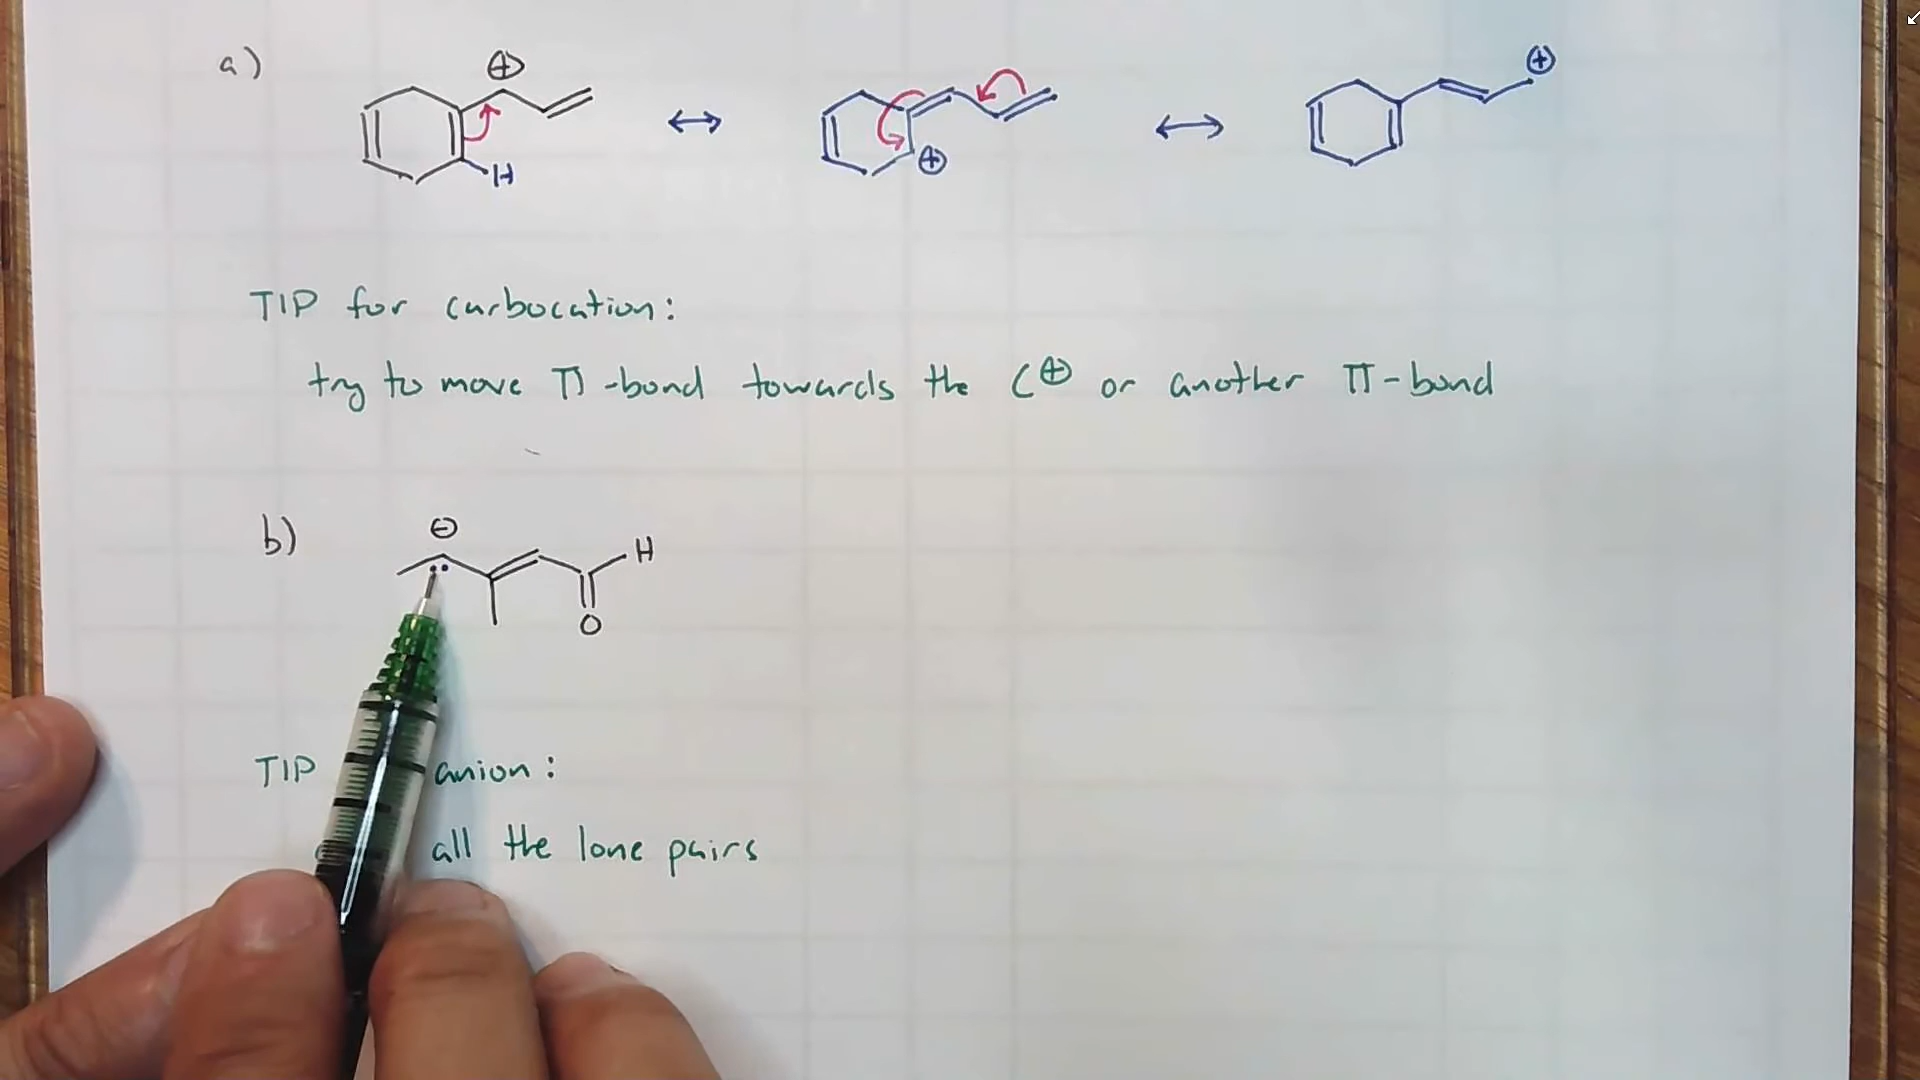 a)
⊕
H
⊕
⊕
TIP for carbocation:
try to move π-bond towards the C⊕ or another π-bond
b)
⊖
H
O
TIP anion:
all the lone pairs